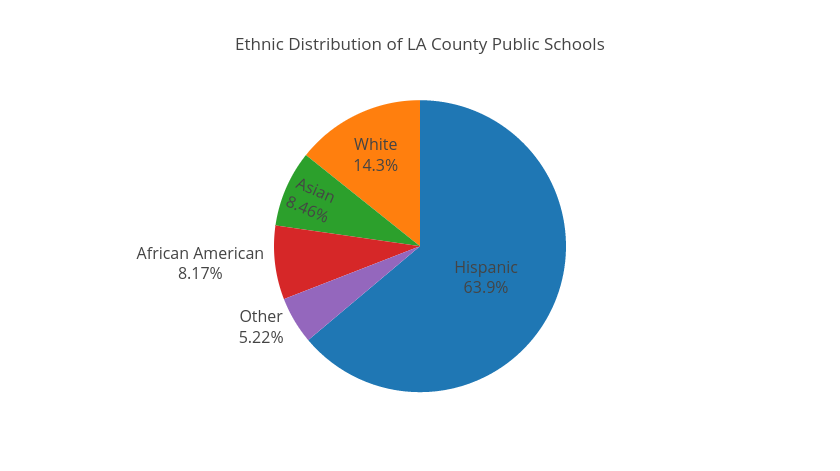 Ethnic Distribution of LA County Public Schools
White
14.3%
Asian
8.46%
African American
8.17%
Hispanic
63.9%
Other
5.22%